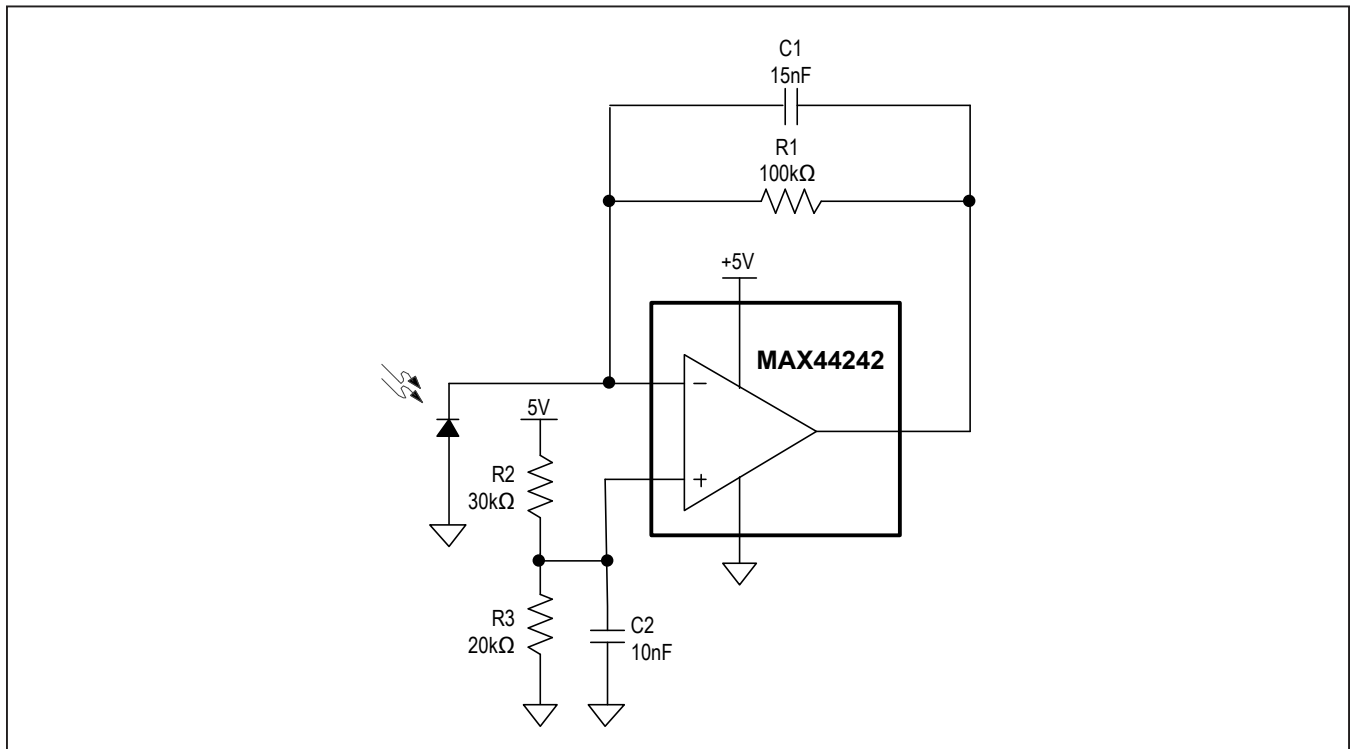 C1
15nF
R1
100kΩ
+5V
MAX44242
−
5V
R2
30kΩ
+
R3
20kΩ
C2
10nF